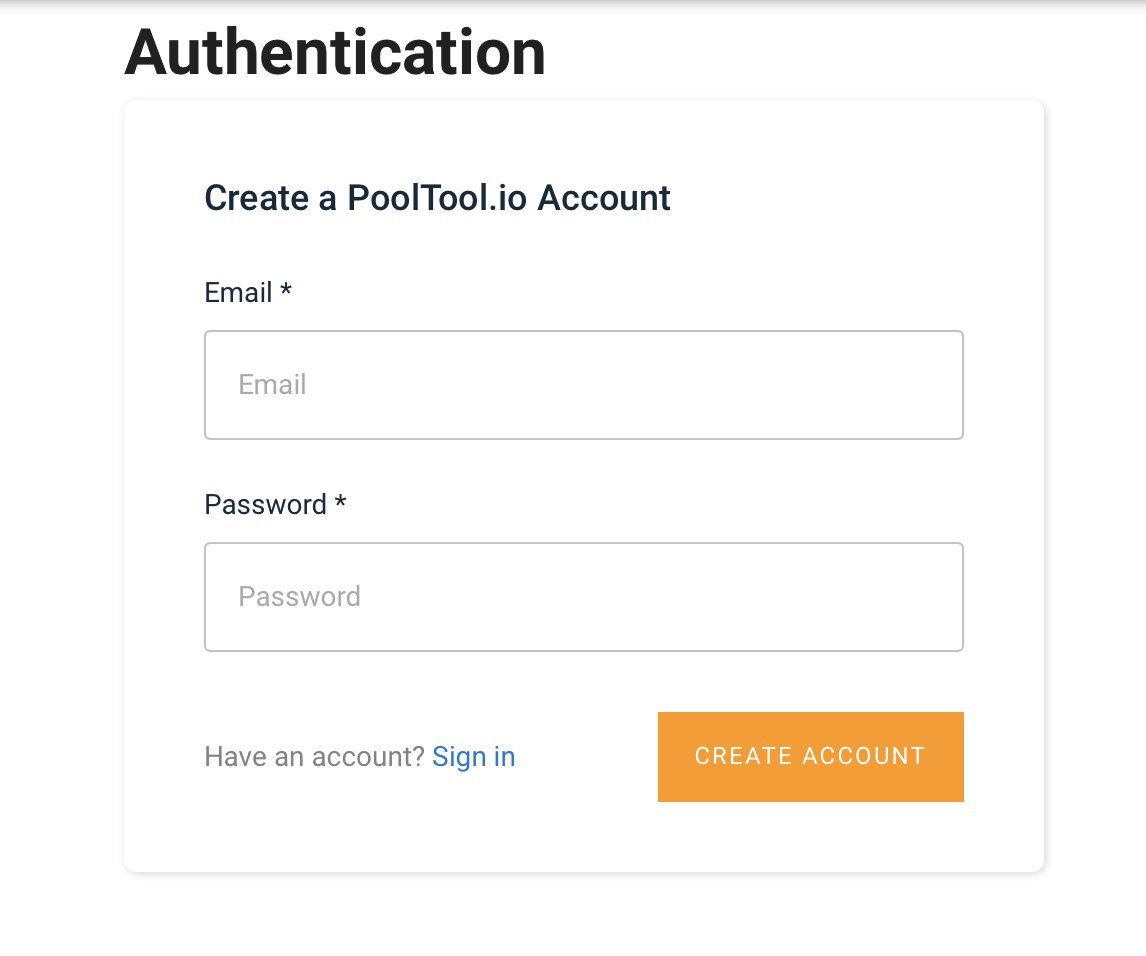 Authentication
Create a PoolTool.io Account
Email *
Email
Password *
Password
Have an account? Sign in
CREATE ACCOUNT